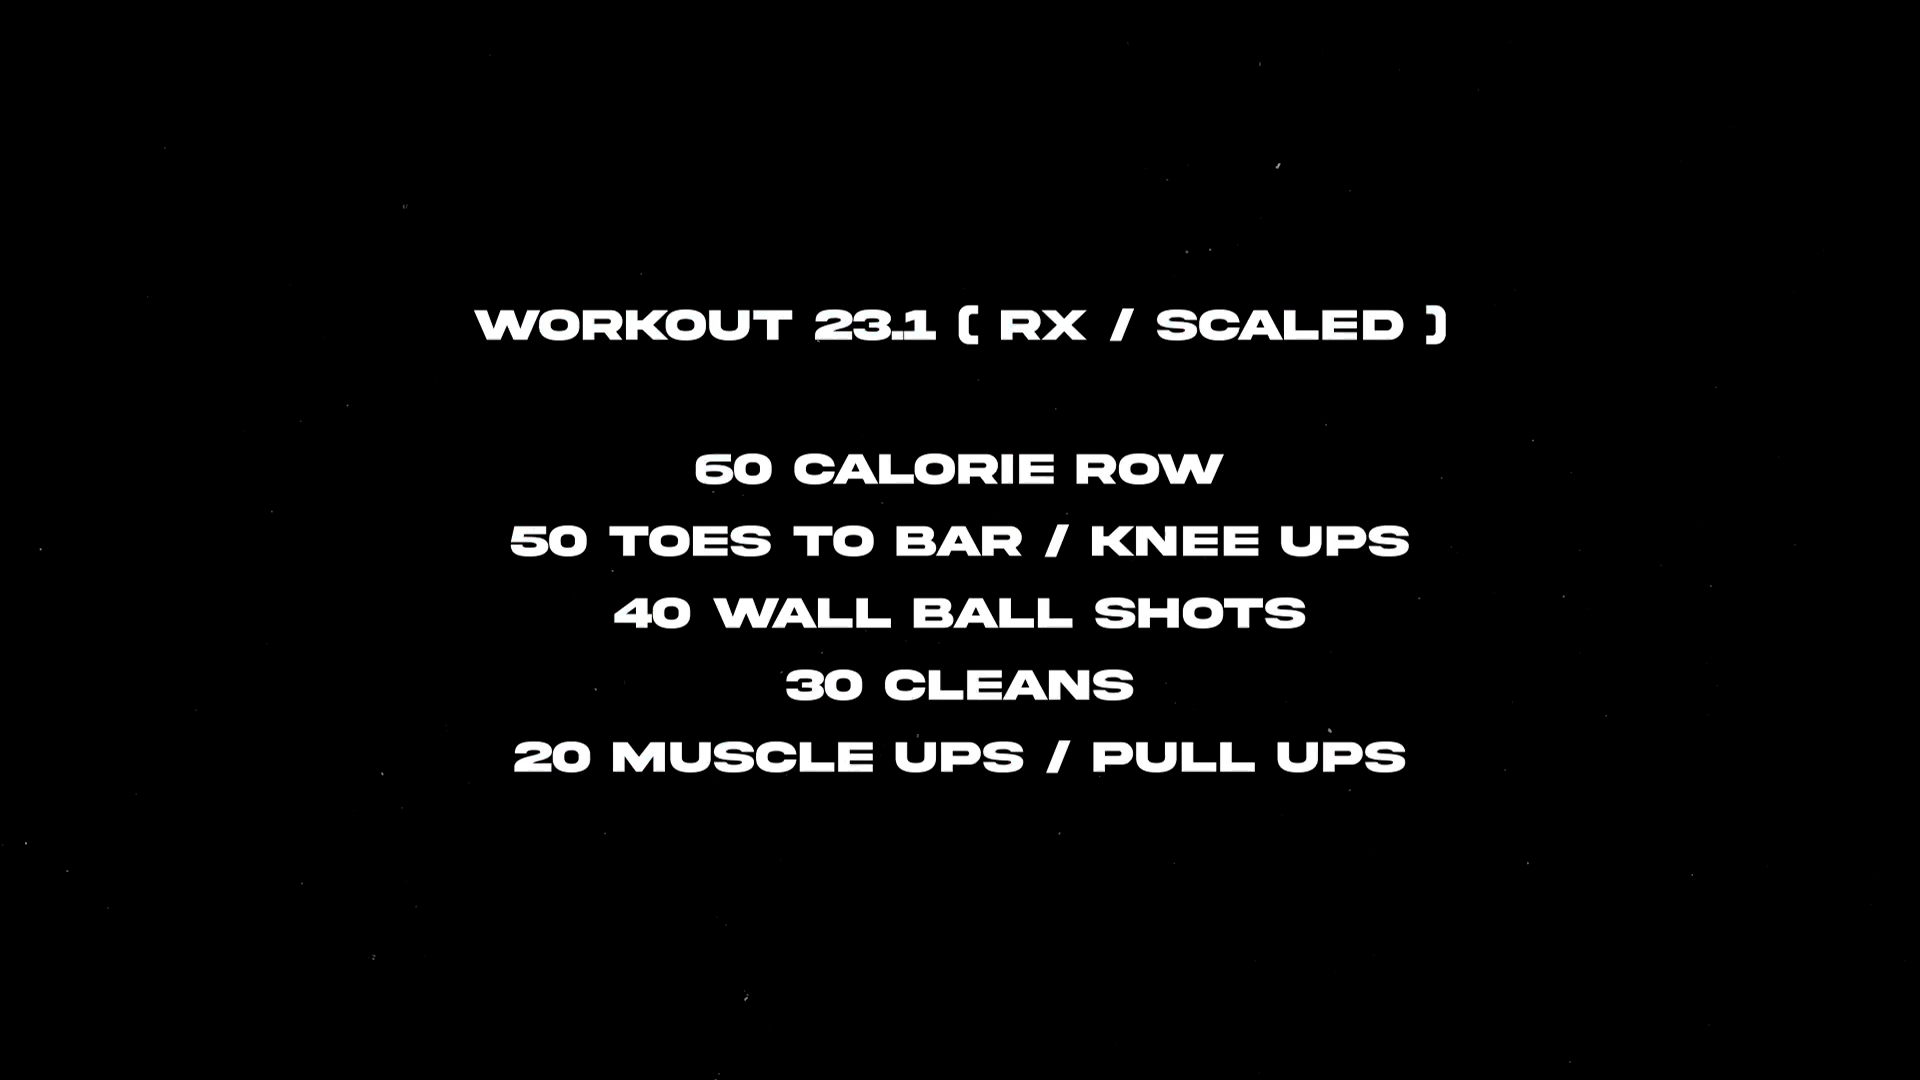 WORKOUT 23.1 ( RX / SCALED )
60 CALORIE ROW
50 TOES TO BAR / KNEE UPS
40 WALL BALL SHOTS
30 CLEANS
20 MUSCLE UPS / PULL UPS